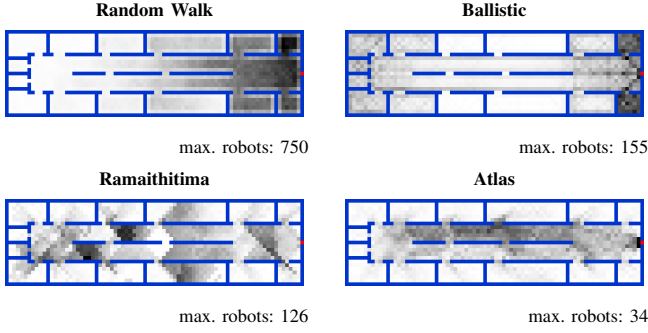 Random Walk
Ballistic
max. robots: 750
max. robots: 155
Ramaithitima
Atlas
max. robots: 126
max. robots: 34